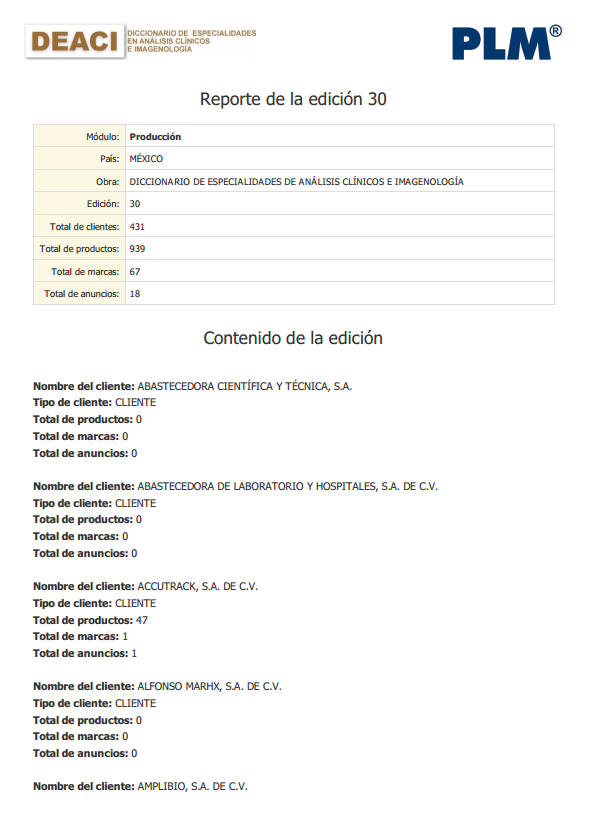 DEACI
DICCIONARIO DE ESPECIALIDADES
EN ANÁLISIS CLÍNICOS
E IMAGENOLOGÍA
PLM®
Reporte de la edición 30
Módulo: Producción
País: MÉXICO
Obra: DICCIONARIO DE ESPECIALIDADES DE ANÁLISIS CLÍNICOS E IMAGENOLOGÍA
Edición: 30
Total de clientes: 431
Total de productos: 939
Total de marcas: 67
Total de anuncios: 18
Contenido de la edición
Nombre del cliente: ABASTECEDORA CIENTÍFICA Y TÉCNICA, S.A.
Tipo de cliente: CLIENTE
Total de productos: 0
Total de marcas: 0
Total de anuncios: 0
Nombre del cliente: ABASTECEDORA DE LABORATORIO Y HOSPITALES, S.A. DE C.V.
Tipo de cliente: CLIENTE
Total de productos: 0
Total de marcas: 0
Total de anuncios: 0
Nombre del cliente: ACCUTRACK, S.A. DE C.V.
Tipo de cliente: CLIENTE
Total de productos: 47
Total de marcas: 1
Total de anuncios: 1
Nombre del cliente: ALFONSO MARHX, S.A. DE C.V.
Tipo de cliente: CLIENTE
Total de productos: 0
Total de marcas: 0
Total de anuncios: 0
Nombre del cliente: AMPLIBIO, S.A. DE C.V.